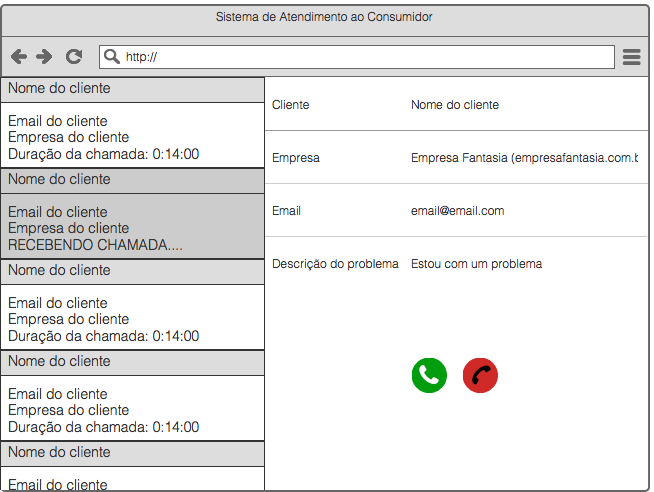 Sistema de Atendimento ao Consumidor
http://
Nome do cliente
Email do cliente
Empresa do cliente
Duração da chamada: 0:14:00
Nome do cliente
Email do cliente
Empresa do cliente
RECEBENDO CHAMADA....
Nome do cliente
Email do cliente
Empresa do cliente
Duração da chamada: 0:14:00
Nome do cliente
Email do cliente
Empresa do cliente
Duração da chamada: 0:14:00
Nome do cliente
Email do cliente
Cliente Nome do cliente
Empresa Empresa Fantasia (empresafantasia.com.b
Email email@email.com
Descrição do problema Estou com um problema